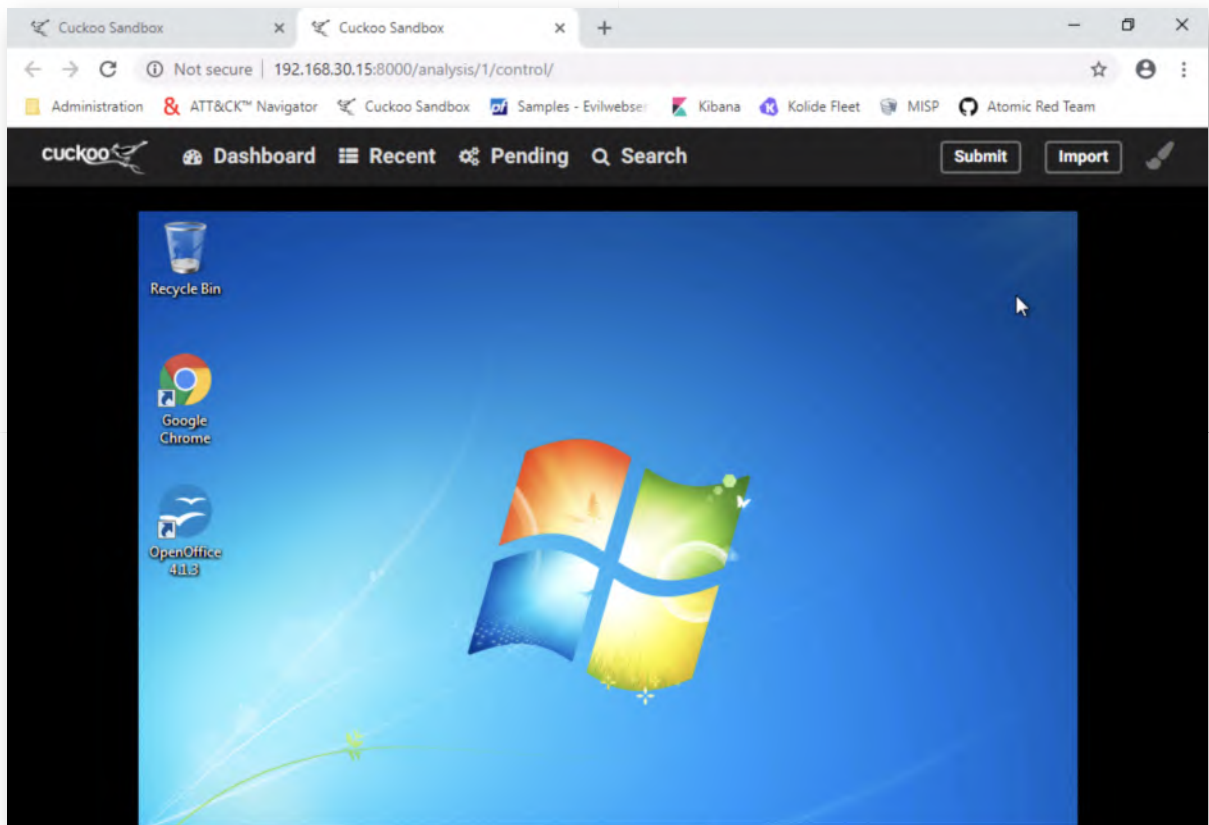 Cuckoo Sandbox Cuckoo Sandbox
Not secure 192.168.30.15:8000/analysis/1/control/
Administration ATT&CK™ Navigator Cuckoo Sandbox Samples - Evilwebser Kibana Kolide Fleet MISP Atomic Red Team
cuckoo Dashboard Recent Pending Search Submit Import
Recycle Bin
Google
Chrome
OpenOffice
4.1.3